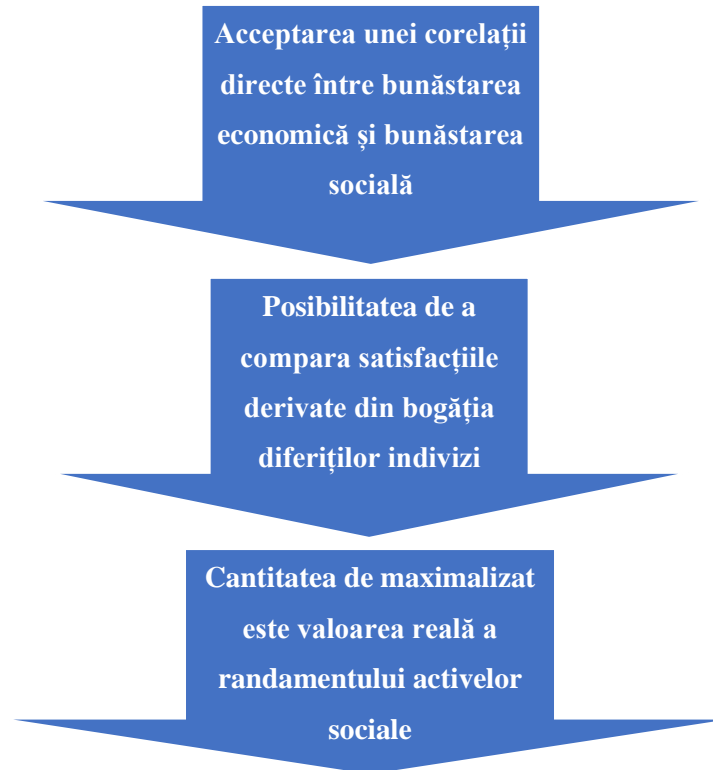 Acceptarea unei corelații
directe între bunăstarea
economică și bunăstarea
socială
Posibilitatea de a
compara satisfacțiile
derivate din bogăția
diferiților indivizi
Cantitatea de maximalizat
este valoarea reală a
randamentului activelor
sociale